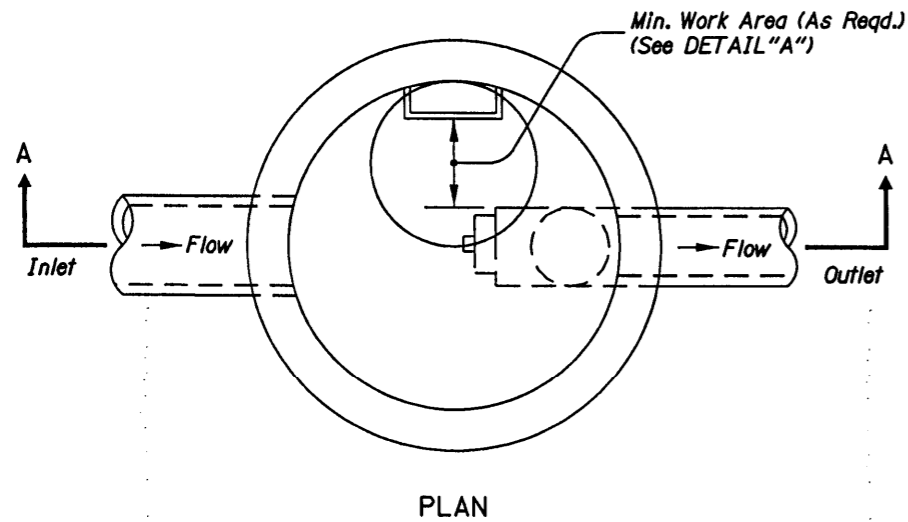 Min. Work Area (As Reqd.)
(See DETAIL "A")
A
A
Flow
Flow
Inlet
Outlet
PLAN